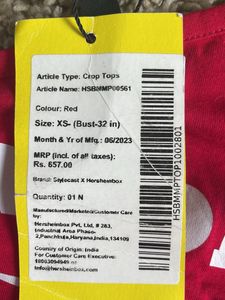 Article Type: Crop Tops
Article Name: HSBMMP00561
Colour: Red
Size: XS- (Bust-32 in)
Month & Yr of Mfg.: 06/2023
MRP (incl. of all taxes):
Rs. 657.00
Brand: Stylecast X Hersheinbox
Quantity: 01 N
Manufactured/Marketed/Customer Care
by:
Hersheinbox Pvt, Ltd, # 283,
Industrial Area Phase-
2,Panchkula,Haryana,India,134109
Country of Origin: India
For Customer Care Executive:
info@hersheinbox.com
HSBMMPTOP1002801